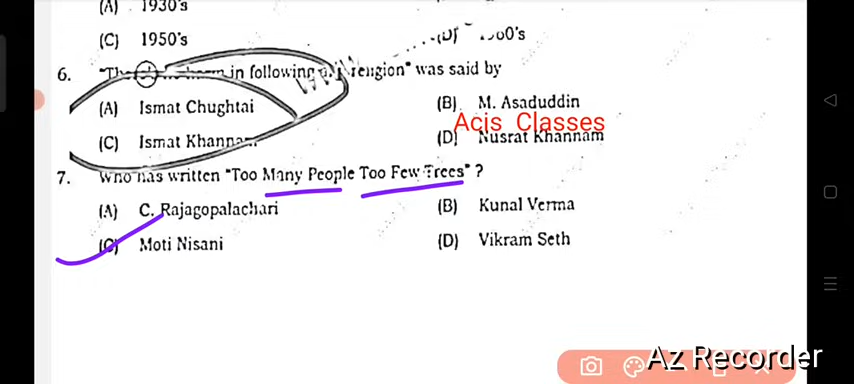 (A) 1930's
(C) 1950's
6. in following religion" was said by
(A) Ismat Chughtai
(B) M. Asaduddin
Acis Classes
(C) Ismat
(D) Nusrat Khannam
7. Who has written "Too Many People Too Few Trees" ?
(A) C. Rajagopalachari
(B) Kunal Verma
(C) Moti Nisani
(D) Vikram Seth
Az Recorder